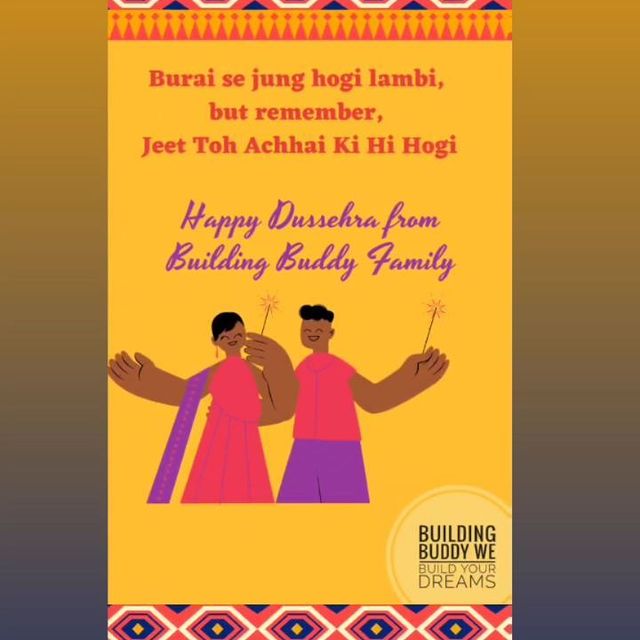 Burai se jung hogi lambi,
but remember,
Jeet Toh Achhai Ki Hi Hogi
Happy Dussehra from
Building Buddy Family
BUILDING
BUDDY WE
BUILD YOUR
DREAMS